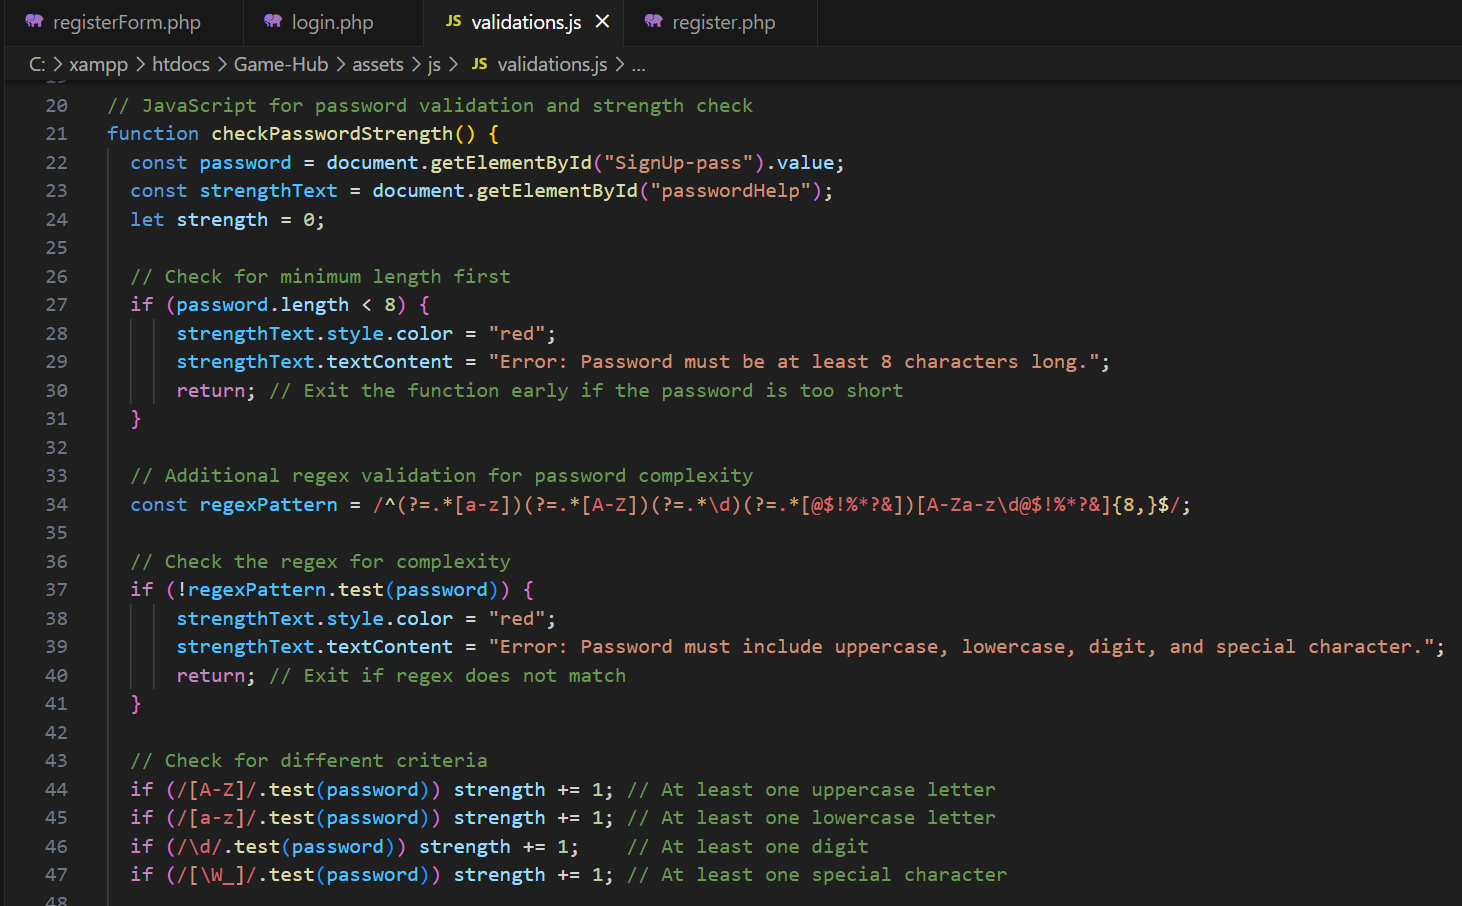 registerForm.php login.php JS validations.js × register.php
C: > xampp > htdocs > Game-Hub > assets > js > JS validations.js > ...
20 // JavaScript for password validation and strength check
21 function checkPasswordStrength() {
22 const password = document.getElementById("SignUp-pass").value;
23 const strengthText = document.getElementById("passwordHelp");
24 let strength = 0;
25
26 // Check for minimum length first
27 if (password.length < 8) {
28 strengthText.style.color = "red";
29 strengthText.textContent = "Error: Password must be at least 8 characters long.";
30 return; // Exit the function early if the password is too short
31 }
32
33 // Additional regex validation for password complexity
34 const regexPattern = /^(?=.*[a-z])(?=.*[A-Z])(?=.*\d)(?=.*[@$!%*?&])[A-Za-z\d@$!%*?&]{8,}$/;
35
36 // Check the regex for complexity
37 if (!regexPattern.test(password)) {
38 strengthText.style.color = "red";
39 strengthText.textContent = "Error: Password must include uppercase, lowercase, digit, and special character.";
40 return; // Exit if regex does not match
41 }
42
43 // Check for different criteria
44 if (/[A-Z]/.test(password)) strength += 1; // At least one uppercase letter
45 if (/[a-z]/.test(password)) strength += 1; // At least one lowercase letter
46 if (/\d/.test(password)) strength += 1; // At least one digit
47 if (/[\W_]/.test(password)) strength += 1; // At least one special character
48